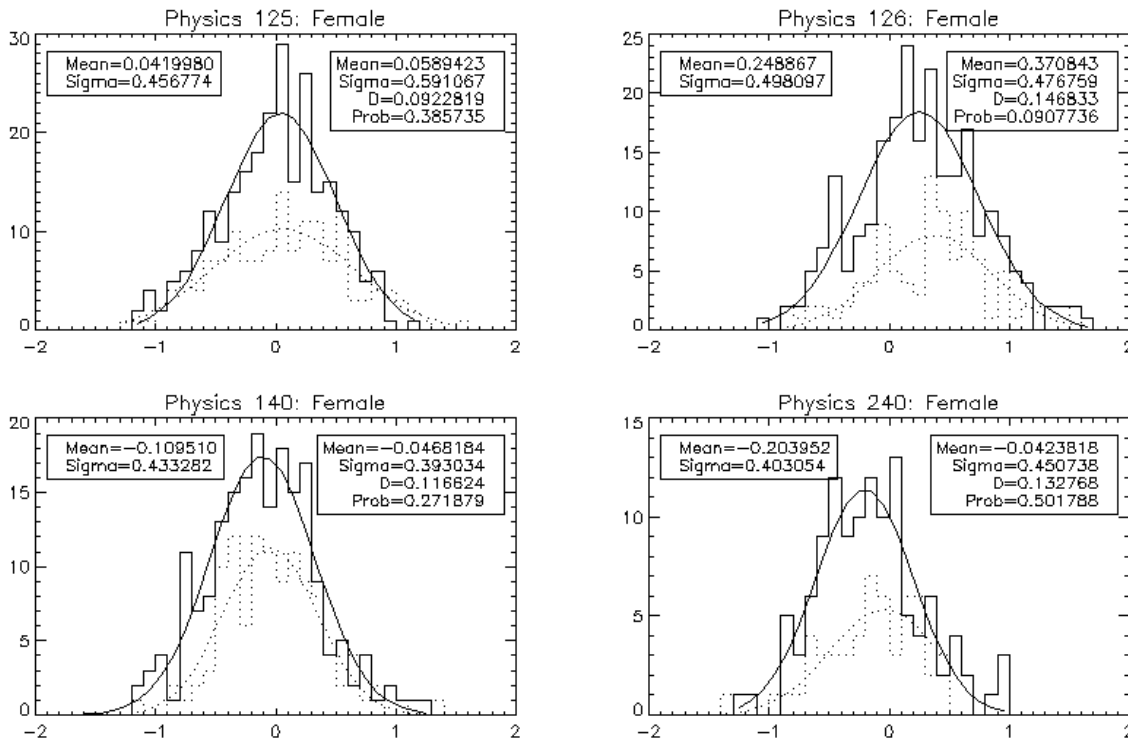 Physics 125: Female
30
20
10
0
Mean=0.0419980
Sigma=0.456774
Mean=0.0589423
Sigma=0.591067
D=0.0922819
Prob=0.385735
-2 -1 0 1 2
Physics 126: Female
25
20
15
10
5
0
Mean=0.248867
Sigma=0.498097
Mean=0.370843
Sigma=0.476759
D=0.146833
Prob=0.0907736
-2 -1 0 1 2
Physics 140: Female
20
15
10
5
0
Mean=-0.109510
Sigma=0.433282
Mean=-0.0468184
Sigma=0.393034
D=0.116624
Prob=0.271879
-2 -1 0 1 2
Physics 240: Female
15
10
5
0
Mean=-0.203952
Sigma=0.403054
Mean=-0.0423818
Sigma=0.450738
D=0.132768
Prob=0.501788
-2 -1 0 1 2